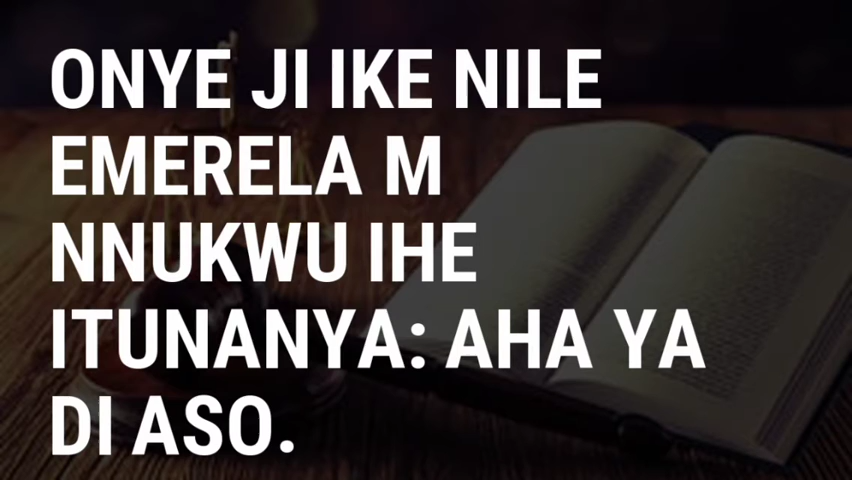 ONYE JI IKE NILE
EMERELA M
NNUKWU IHE
ITUNANYA: AHA YA
DI ASO.